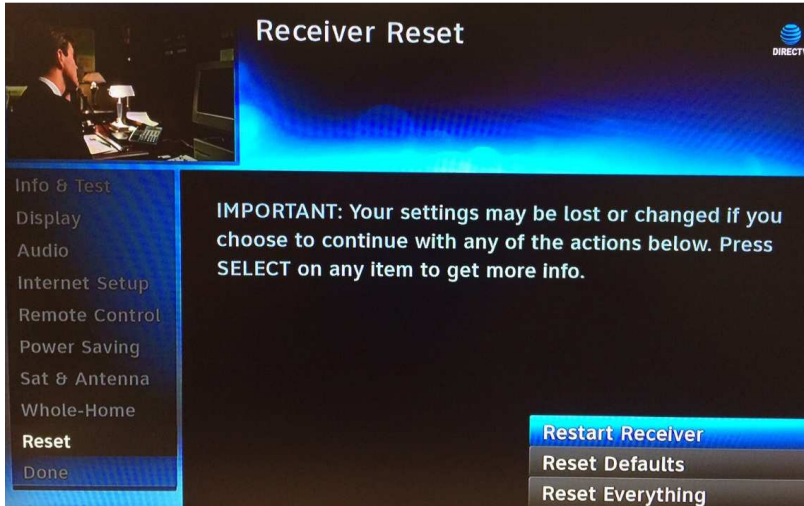 Receiver Reset
DIRECTV
Info & Test
Display
Audio
Internet Setup
Remote Control
Power Saving
Sat & Antenna
Whole-Home
Reset
Done
IMPORTANT: Your settings may be lost or changed if you
choose to continue with any of the actions below. Press
SELECT on any item to get more info.
Restart Receiver
Reset Defaults
Reset Everything